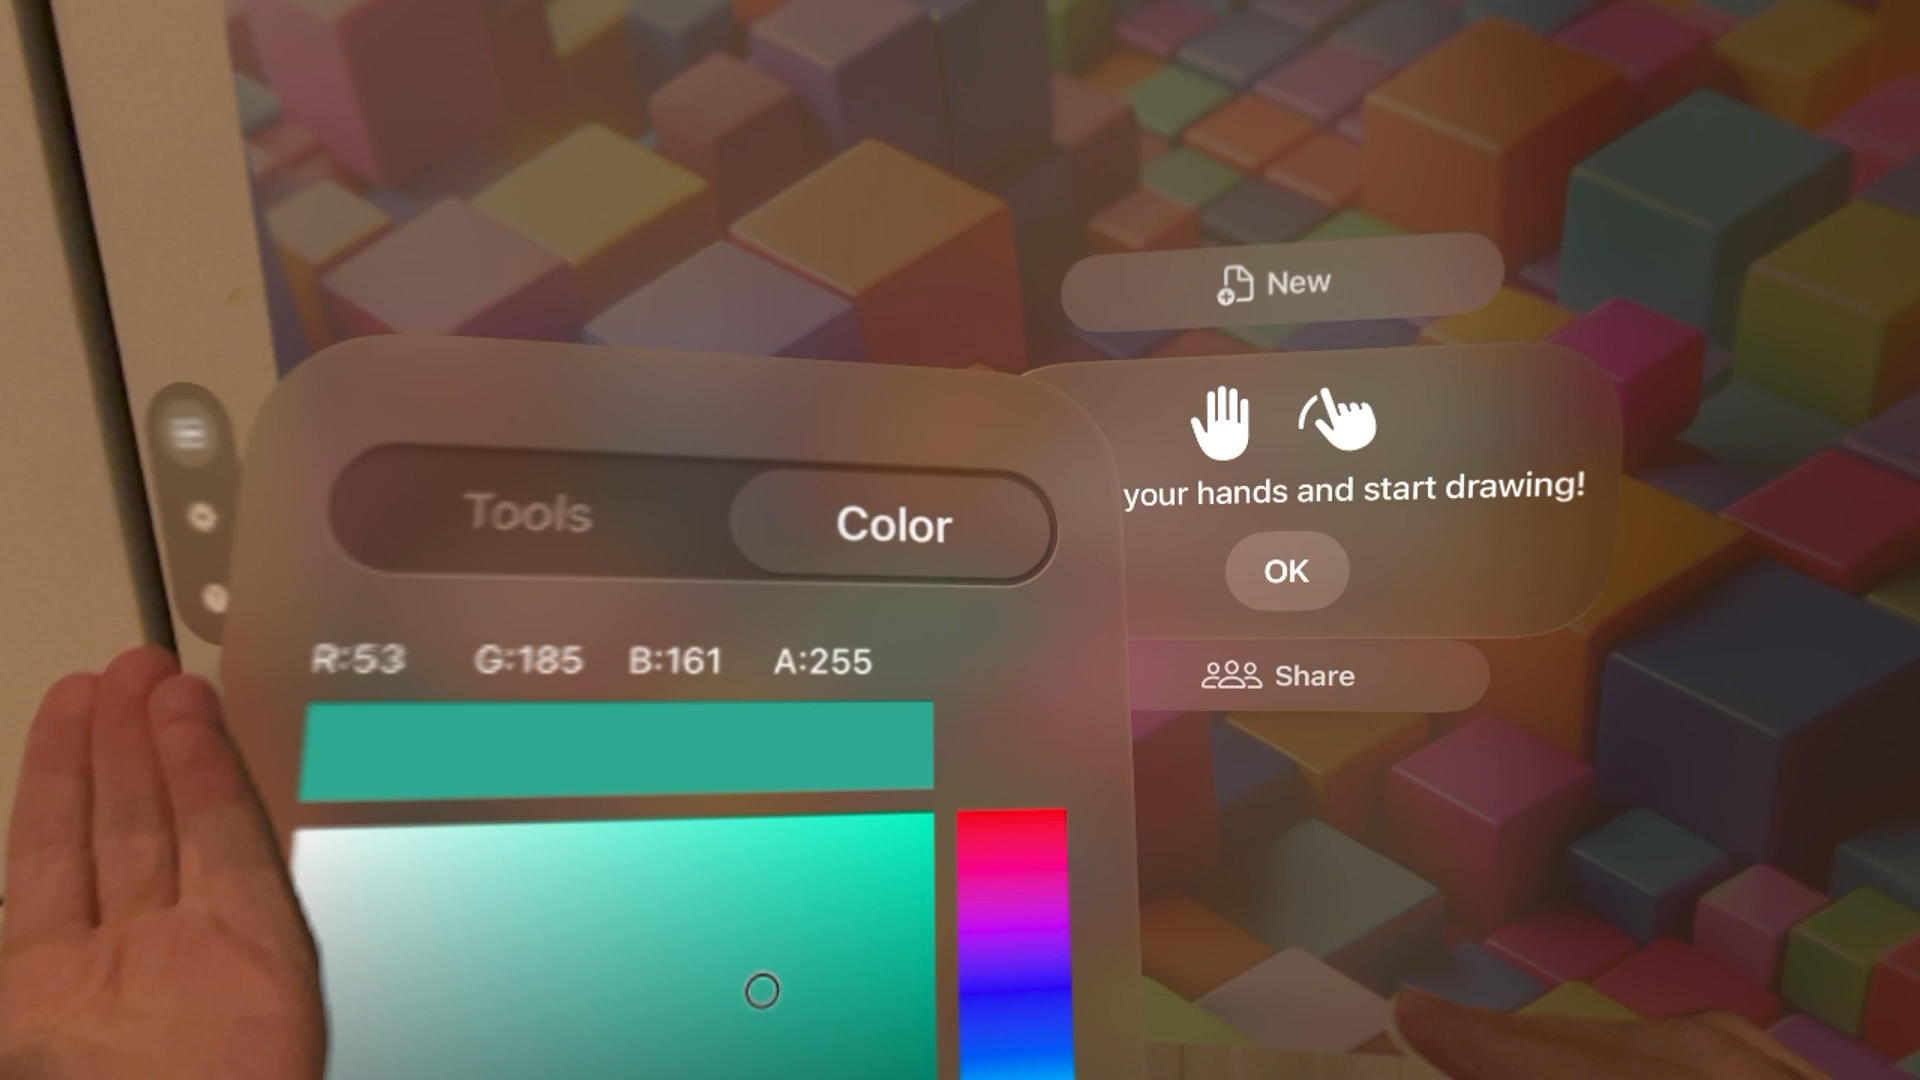 New
your hands and start drawing!
OK
Share
Tools Color
R:53 G:185 B:161 A:255